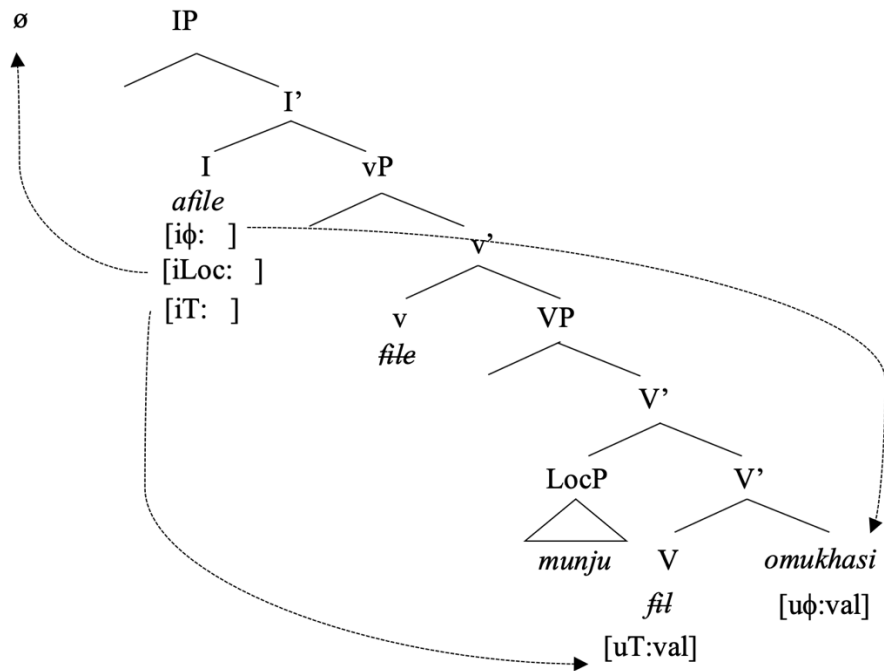 ø IP
I’
I vP
afile
[iϕ: ] v’
[iLoc: ]
[iT: ] v VP
file
V’
LocP V’
munju V omukhasi
fil [uϕ:val]
[uT:val]